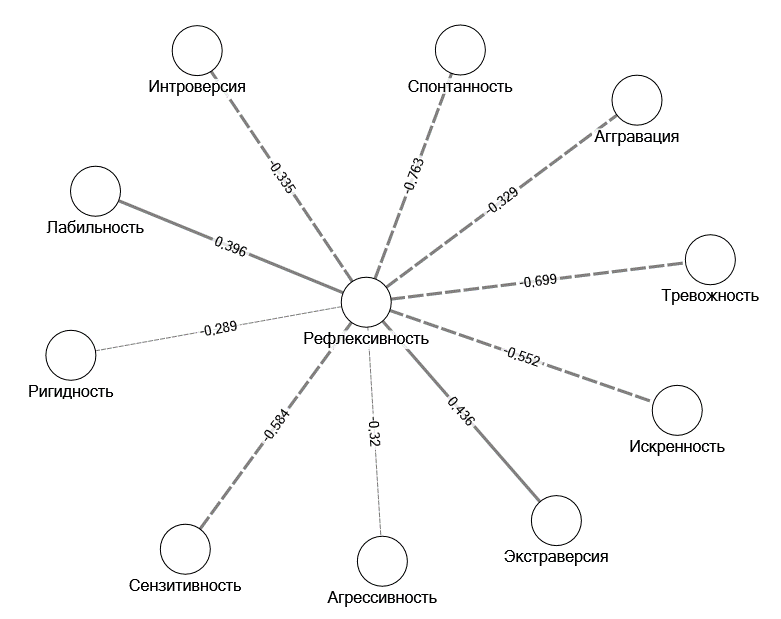 Интроверсия
Спонтанность
Аггравация
-0.335
-0.763
-0.329
Лабильность
0.396
Тревожность
-0.699
-0.289
Рефлексивность
-0.552
Ригидность
0.436
-0.584
-0.32
Искренность
Экстраверсия
Сензитивность
Агрессивность